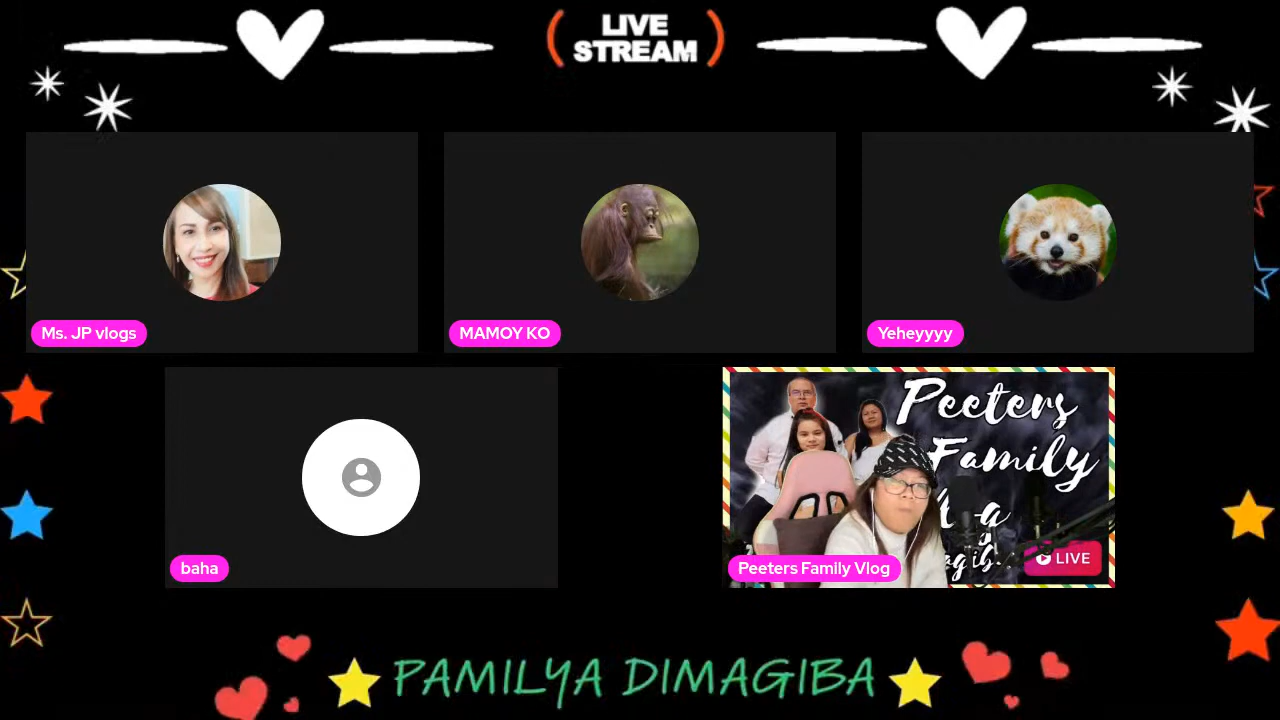 LIVE
STREAM
Ms. JP vlogs
MAMOY KO
Yeheyyyy
baha
Peeters
Family
LIVE
Peeters Family Vlog
PAMILYA DIMAGIBA